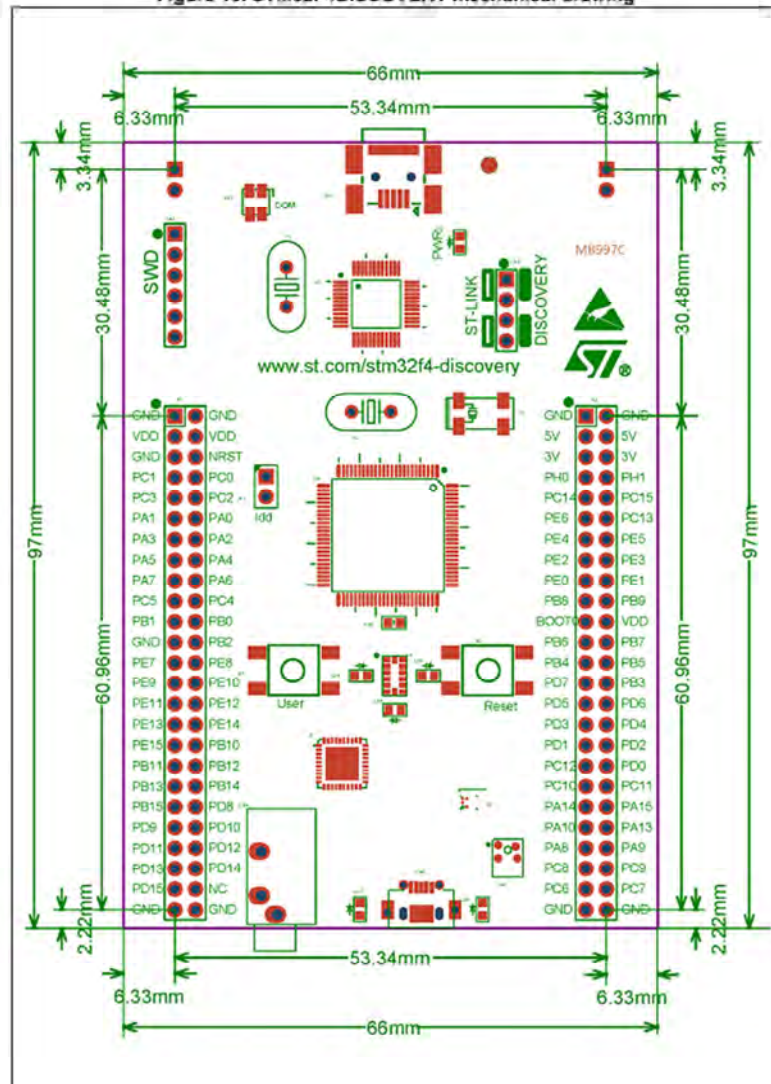 mechanical drawing
66mm
53.34mm
6.33mm
6.33mm
3.34mm
3.34mm
COM
PWR
MB997C
SWD
ST-LINK
DISCOVERY
30.48mm
30.48mm
ST®
www.st.com/stm32f4-discovery
GND GND GND GND
VDD VDD 5V 5V
GND NRST 3V 3V
PC1 PC0 PH0 PH1
PC3 PC2 PC14 PC15
Idd
PA1 PA0 PE6 PC13
PA3 PA2 PE4 PE5
97mm
97mm
PA5 PA4 PE2 PE3
PA7 PA6 PE0 PE1
PC5 PC4 PB8 PB9
PB1 PB0 BOOT0 VDD
GND PB2 PB6 PB7
PE7 PE8 PB4 PB5
60.96mm
60.96mm
PE9 PE10 PD7 PB3
User
Reset
PE11 PE12 PD5 PD6
PE13 PE14 PD3 PD4
PE15 PB10 PD1 PD2
PB11 PB12 PC12 PD0
PB13 PB14 PC10 PC11
PB15 PD8 PA14 PA15
PD9 PD10 PA10 PA13
PD11 PD12 PA8 PA9
PD13 PD14 PC8 PC9
PD15 NC PC6 PC7
GND GND GND GND
2.22mm
2.22mm
53.34mm
6.33mm
6.33mm
66mm